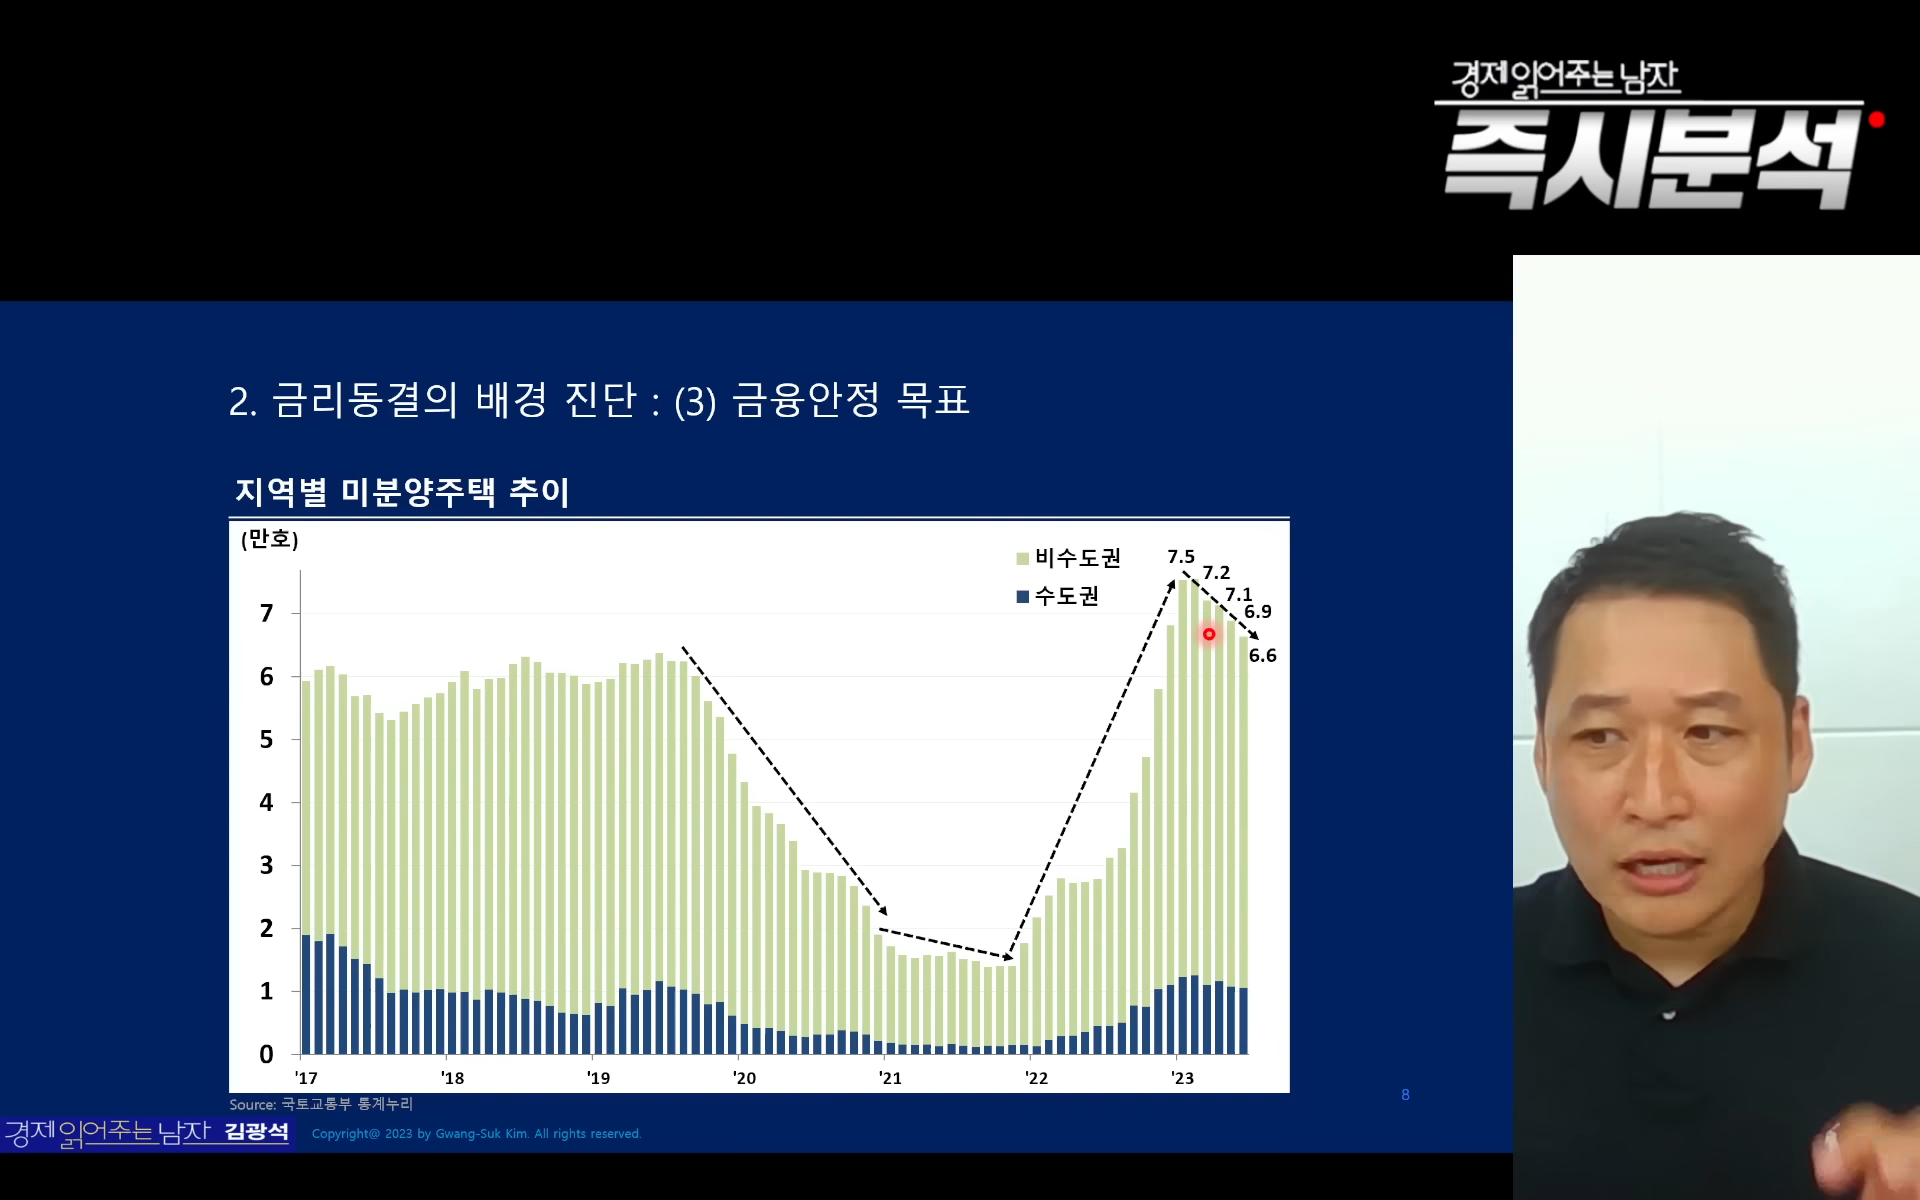 경제읽어주는남자
즉시분석
2. 금리동결의 배경 진단 : (3) 금융안정 목표
지역별 미분양주택 추이
(만호)
비수도권
수도권
7.5
7.2
7.1
6.9
6.6
7
6
5
4
3
2
1
0
'17 '18 '19 '20 '21 '22 '23
Source: 국토교통부 통계누리
8
경제읽어주는남자 김광석
Copyright@ 2023 by Gwang-Suk Kim. All rights reserved.